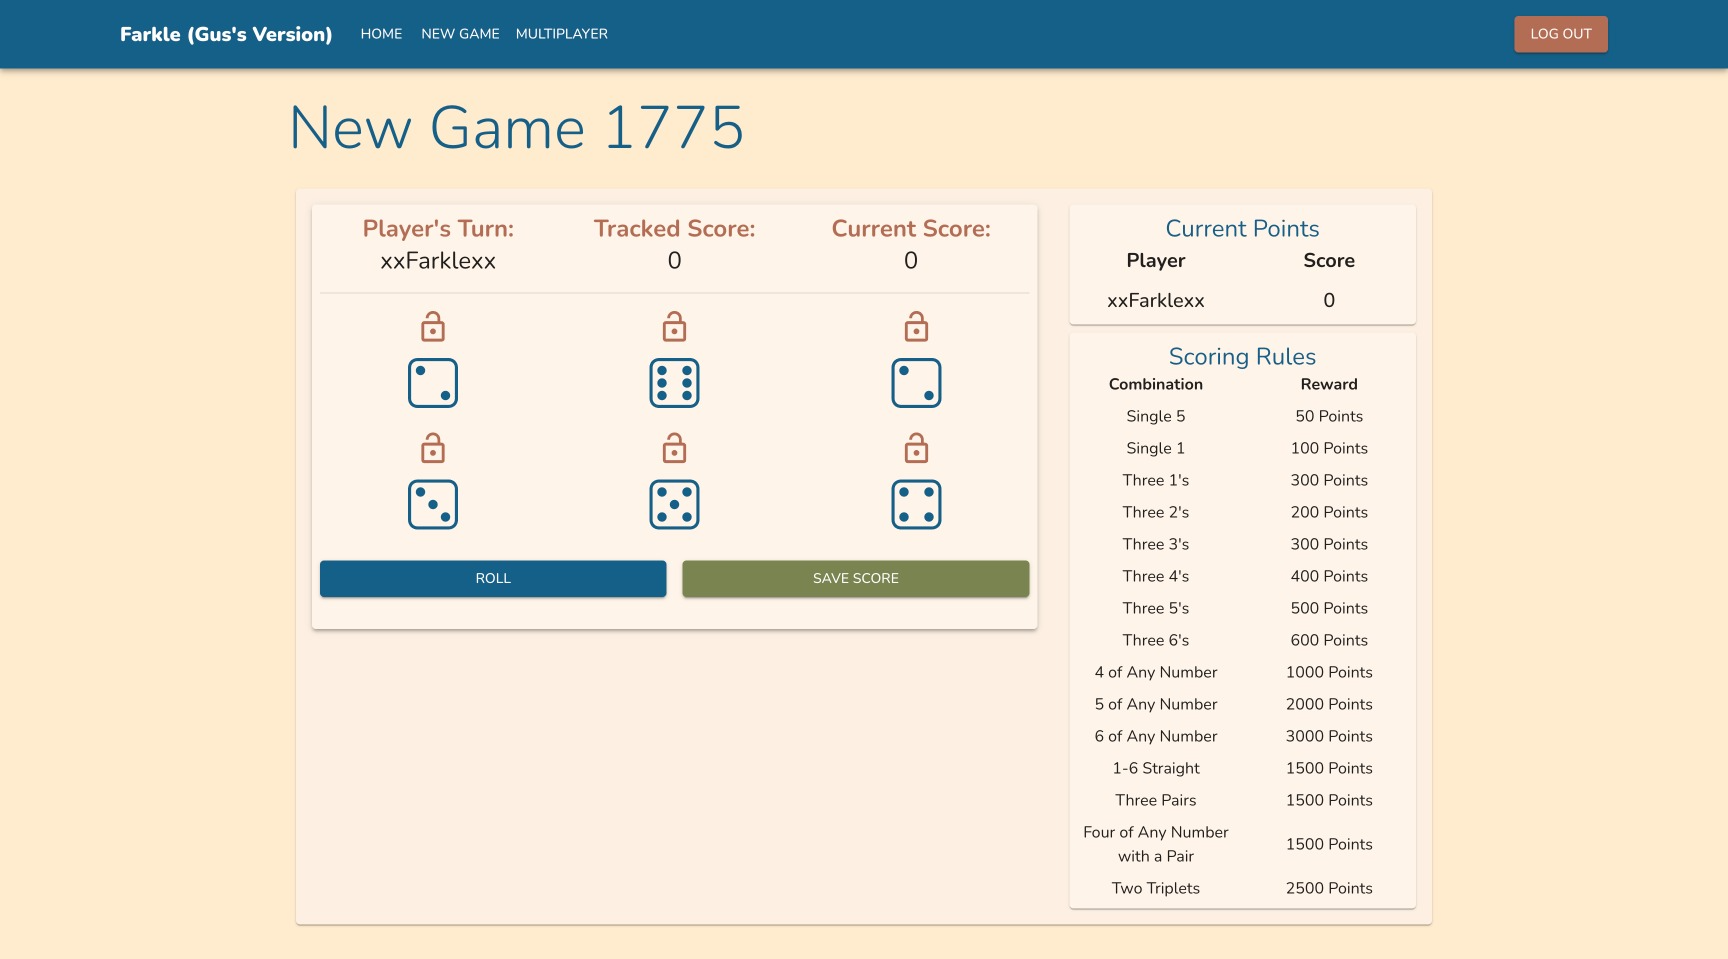 Farkle (Gus's Version) HOME NEW GAME MULTIPLAYER LOG OUT
New Game 1775
Player's Turn: Tracked Score: Current Score:
xxFarklexx 0 0
ROLL SAVE SCORE
Current Points
Player Score
xxFarklexx 0
Scoring Rules
Combination Reward
Single 5 50 Points
Single 1 100 Points
Three 1's 300 Points
Three 2's 200 Points
Three 3's 300 Points
Three 4's 400 Points
Three 5's 500 Points
Three 6's 600 Points
4 of Any Number 1000 Points
5 of Any Number 2000 Points
6 of Any Number 3000 Points
1-6 Straight 1500 Points
Three Pairs 1500 Points
Four of Any Number
with a Pair 1500 Points
Two Triplets 2500 Points